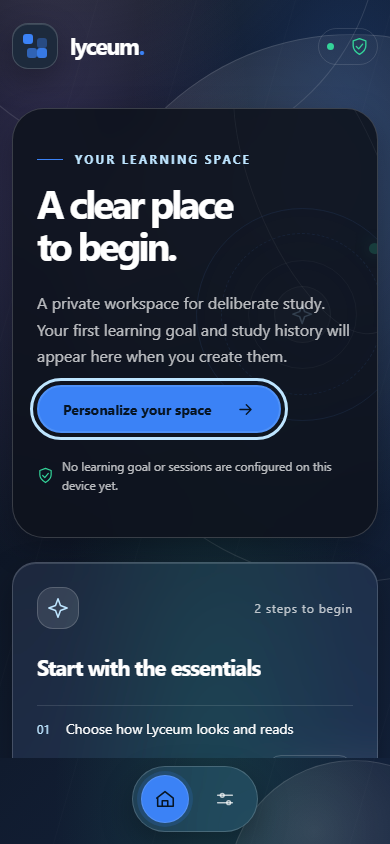 lyceum.
YOUR LEARNING SPACE
A clear place
to begin.
A private workspace for deliberate study.
Your first learning goal and study history will
appear here when you create them.
Personalize your space
No learning goal or sessions are configured on this
device yet.
2 steps to begin
Start with the essentials
01 Choose how Lyceum looks and reads